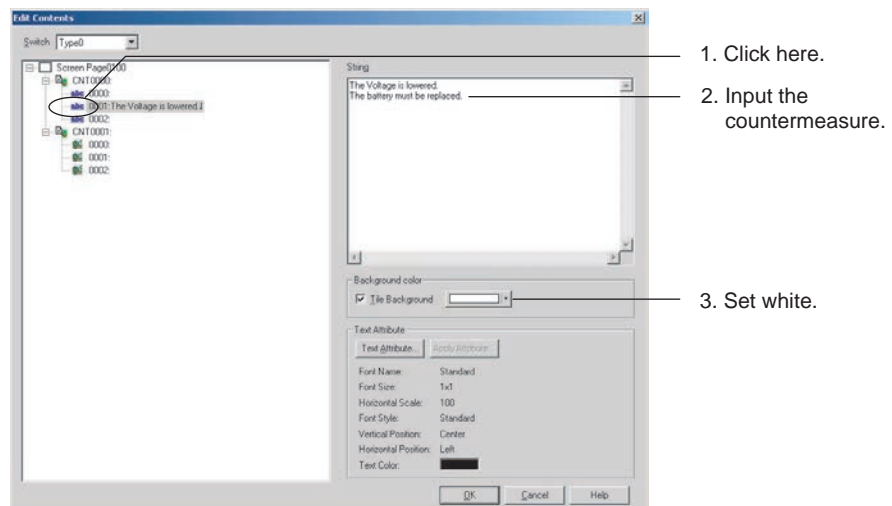 Edit Contents
Switch Type0
Screen Page0100
CNT0000:
0000:
0001:The Voltage is lowered.
0002:
CNT0001:
0000:
0001:
0002:
String
The Voltage is lowered.
The battery must be replaced.
Background color
Tile Background
Text Attribute
Text Attribute...
Apply Attribute
Font Name: Standard
Font Size: 1x1
Horizontal Scale: 100
Font Style: Standard
Vertical Position: Center
Horizontal Position: Left
Text Color:
OK Cancel Help
1. Click here.
2. Input the
countermeasure.
3. Set white.